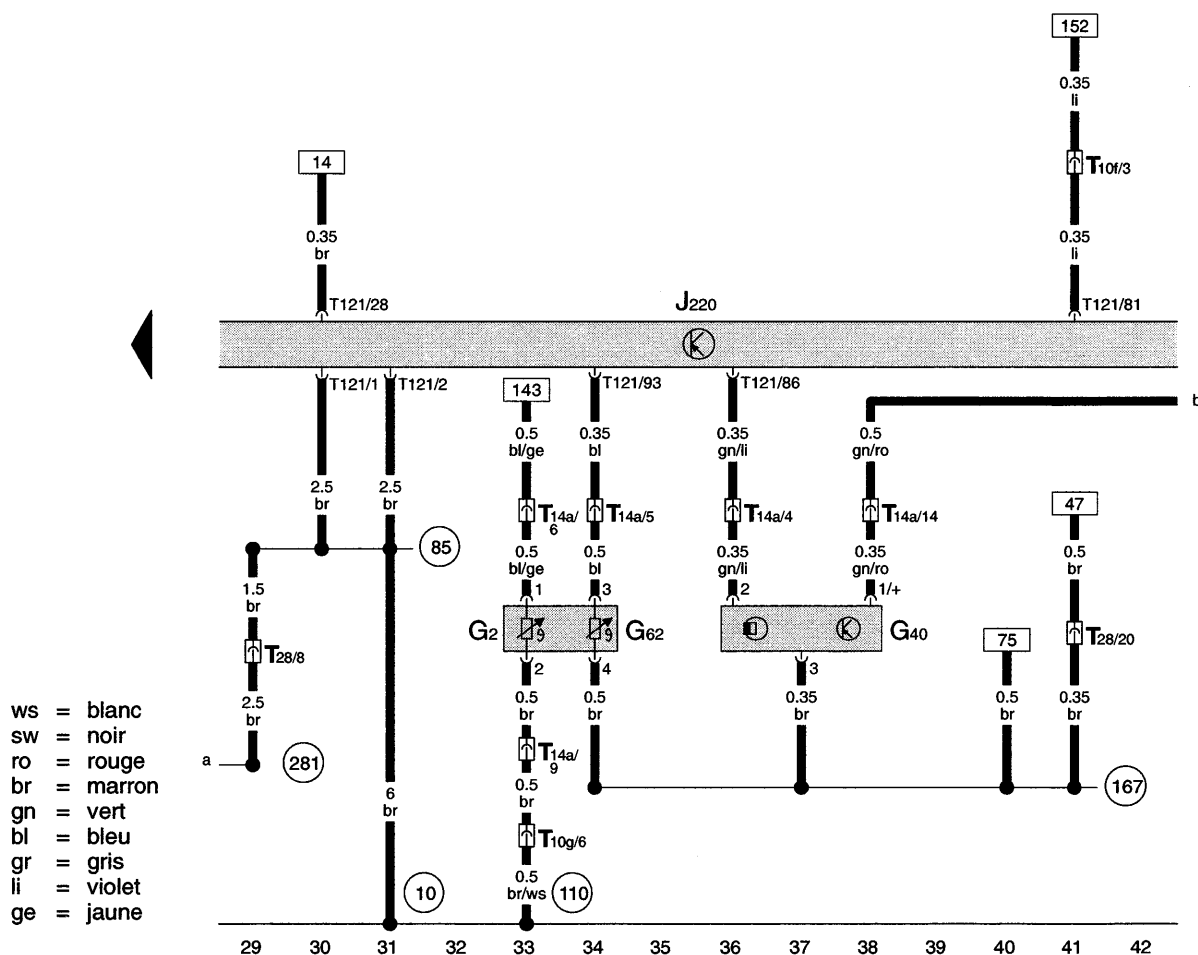 152
0.35
li
14
T10f/3
0.35
br
0.35
li
T121/28
J220
T121/81
T121/1
T121/2
143
T121/93
T121/86
b
0.5
bl/ge
0.35
bl
0.35
gn/li
0.5
gn/ro
2.5
br
2.5
br
T14a/
6
T14a/5
T14a/4
T14a/14
47
85
0.5
bl/ge
0.5
bl
0.35
gn/li
0.35
gn/ro
0.5
br
1.5
br
1
3
2
1/+
G2
G62
G40
75
T28/20
T28/8
2
4
3
2.5
br
0.5
br
0.5
br
0.35
br
0.5
br
0.35
br
ws = blanc
sw = noir
ro = rouge
br = marron
gn = vert
bl = bleu
gr = gris
li = violet
ge = jaune
a
281
T14a/
9
167
6
br
0.5
br
T10g/6
10
0.5
br/ws
110
29 30 31 32 33 34 35 36 37 38 39 40 41 42